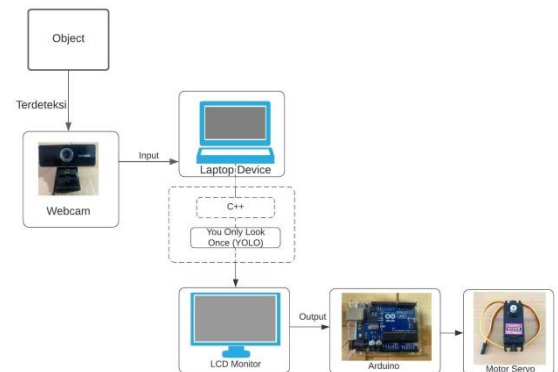 Object
Terdeteksi
Webcam
Input
Laptop Device
C++
You Only Look
Once (YOLO)
LCD Monitor
Output
Arduino
Motor Servo